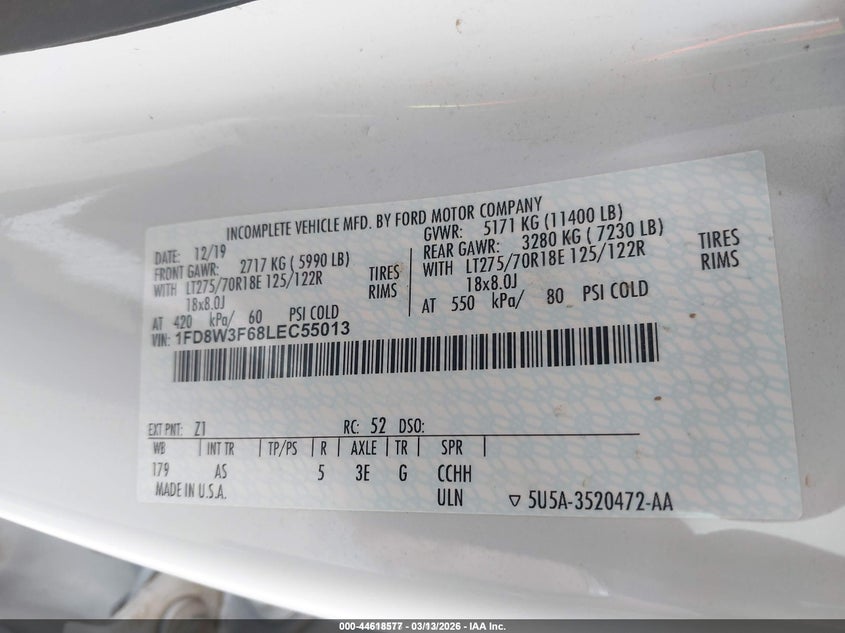 INCOMPLETE VEHICLE MFD. BY FORD MOTOR COMPANY
DATE: 12/19
FRONT GAWR: 2717 KG ( 5990 LB)
WITH LT275/70R18E 125/122R TIRES
18x8.0J RIMS
AT 420 kPa/ 60 PSI COLD
GVWR: 5171 KG (11400 LB)
REAR GAWR: 3280 KG ( 7230 LB)
WITH LT275/70R18E 125/122R TIRES
18x8.0J RIMS
AT 550 kPa/ 80 PSI COLD
VIN: 1FD8W3F68LEC55013
EXT PNT: Z1 RC: 52 DSO:
WB | INT TR | TP/PS | R | AXLE | TR | SPR |
179 AS 5 3E G CCHH
MADE IN U.S.A. ULN ▽ 5U5A-3520472-AA
000-44618577 - 03/13/2026 - IAA Inc.